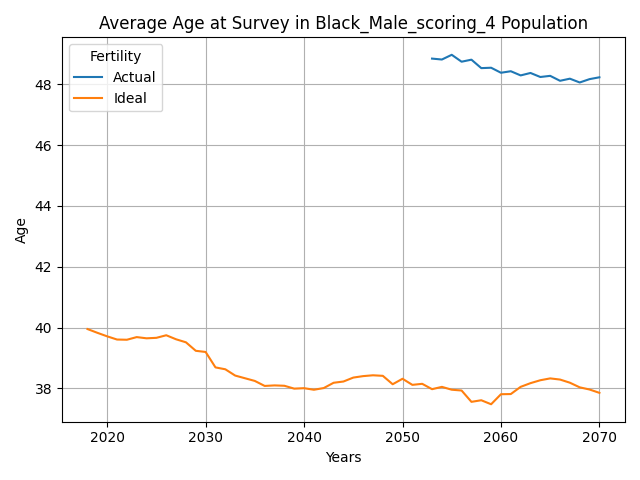 Average Age at Survey in Black_Male_scoring_4 Population
Fertility
Actual
Ideal
48
46
44
42
40
38
Age
2020 2030 2040 2050 2060 2070
Years